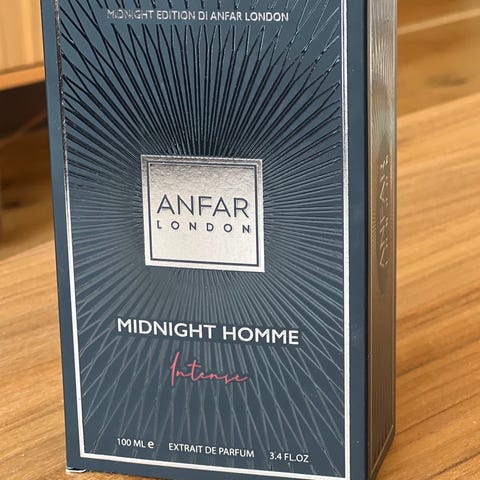 MIDNIGHT EDITION DI ANFAR LONDON
ANFAR
LONDON
MIDNIGHT HOMME
Intense
100 ML e EXTRAIT DE PARFUM 3.4 FL.OZ